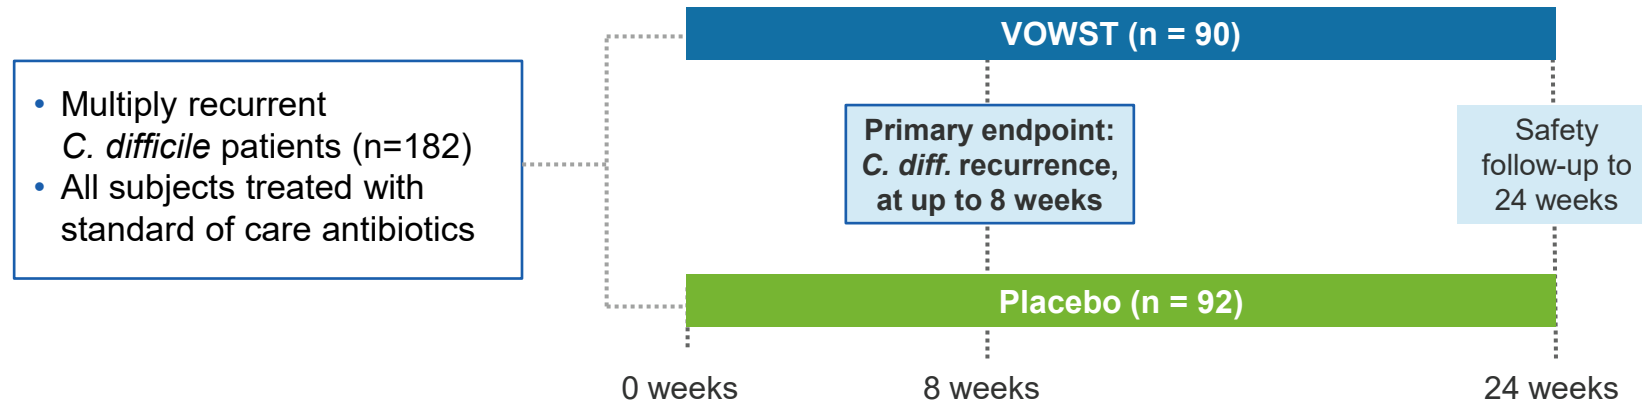 • Multiply recurrent
C. difficile patients (n=182)
• All subjects treated with
standard of care antibiotics
VOWST (n = 90)
Primary endpoint:
C. diff. recurrence,
at up to 8 weeks
Safety
follow-up to
24 weeks
Placebo (n = 92)
0 weeks
8 weeks
24 weeks